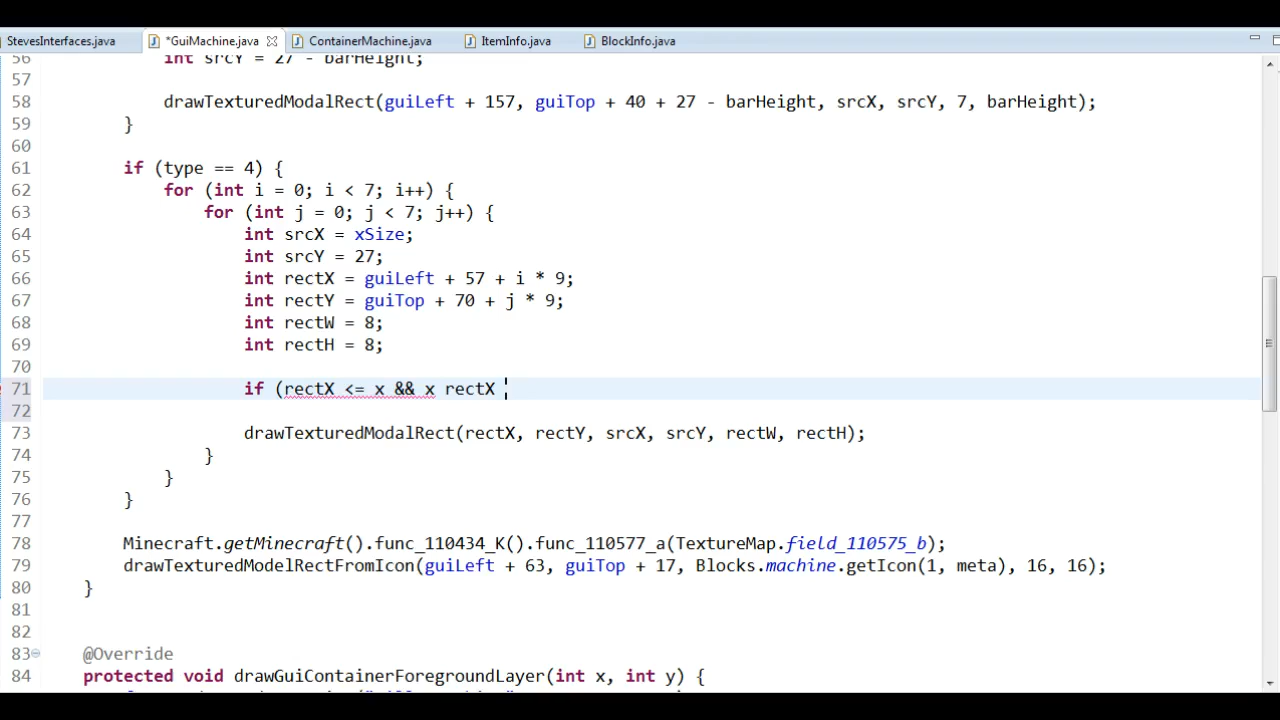 StevesInterfaces.java *GuiMachine.java ContainerMachine.java ItemInfo.java BlockInfo.java
56 int srcY = 27 - barHeight;
57
58 drawTexturedModalRect(guiLeft + 157, guiTop + 40 + 27 - barHeight, srcX, srcY, 7, barHeight);
59 }
60
61 if (type == 4) {
62 for (int i = 0; i < 7; i++) {
63 for (int j = 0; j < 7; j++) {
64 int srcX = xSize;
65 int srcY = 27;
66 int rectX = guiLeft + 57 + i * 9;
67 int rectY = guiTop + 70 + j * 9;
68 int rectW = 8;
69 int rectH = 8;
70
71 if (rectX <= x && x rectX
72
73 drawTexturedModalRect(rectX, rectY, srcX, srcY, rectW, rectH);
74 }
75 }
76 }
77
78 Minecraft.getMinecraft().func_110434_K().func_110577_a(TextureMap.field_110575_b);
79 drawTexturedModelRectFromIcon(guiLeft + 63, guiTop + 17, Blocks.machine.getIcon(1, meta), 16, 16);
80 }
81
82
83 @Override
84 protected void drawGuiContainerForegroundLayer(int x, int y) {